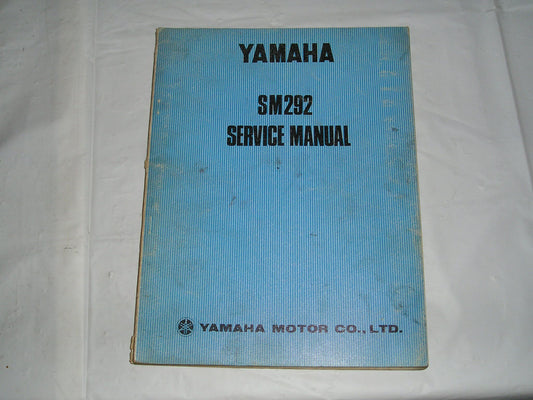 YAMAHA
SM292
SERVICE MANUAL
YAMAHA MOTOR CO., LTD.